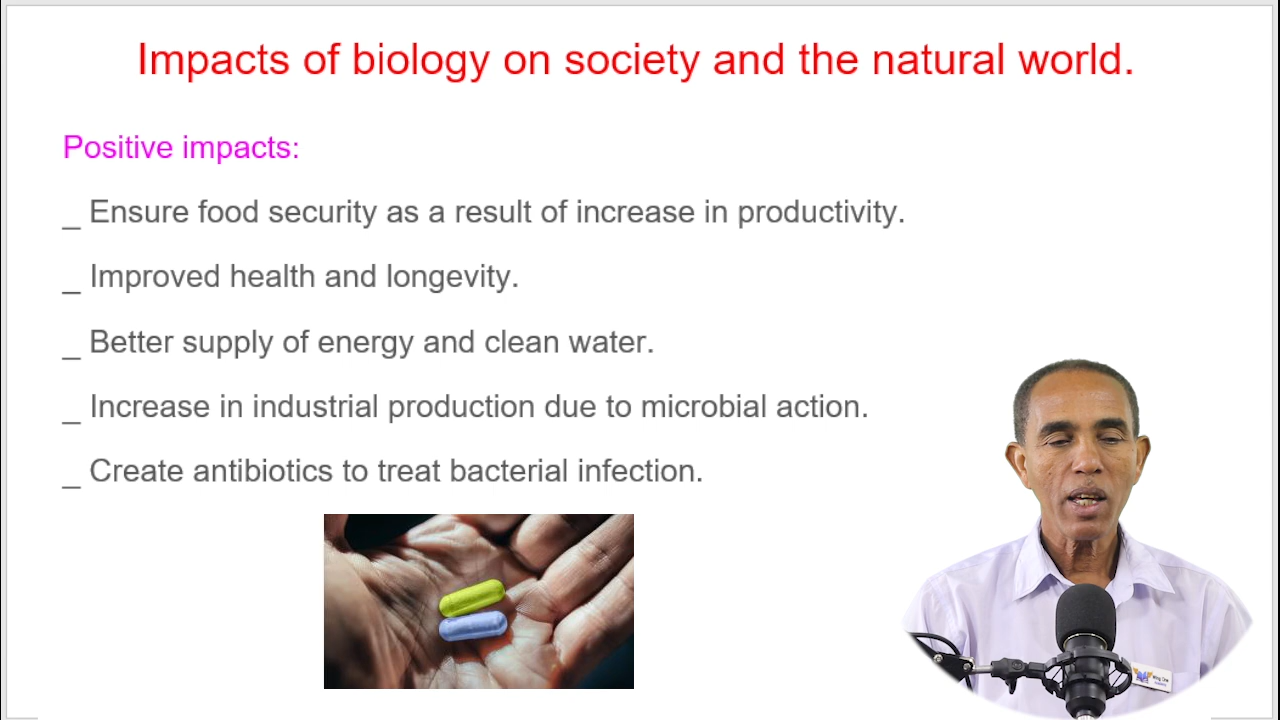 Impacts of biology on society and the natural world.
Positive impacts:
_ Ensure food security as a result of increase in productivity.
_ Improved health and longevity.
_ Better supply of energy and clean water.
_ Increase in industrial production due to microbial action.
_ Create antibiotics to treat bacterial infection.